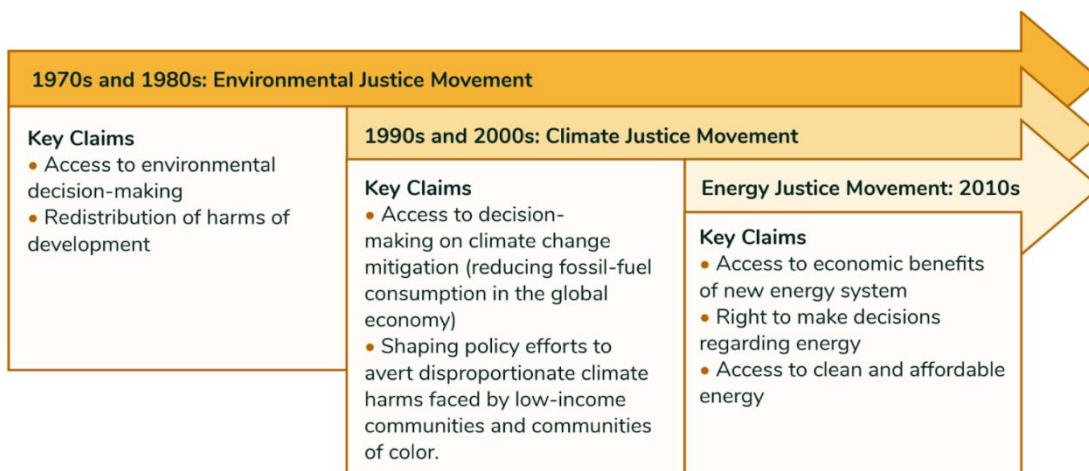 1970s and 1980s: Environmental Justice Movement
Key Claims
• Access to environmental
decision-making
• Redistribution of harms of
development
1990s and 2000s: Climate Justice Movement
Key Claims
• Access to decision-
making on climate change
mitigation (reducing fossil-fuel
consumption in the global
economy)
• Shaping policy efforts to
avert disproportionate climate
harms faced by low-income
communities and communities
of color.
Energy Justice Movement: 2010s
Key Claims
• Access to economic benefits
of new energy system
• Right to make decisions
regarding energy
• Access to clean and affordable
energy